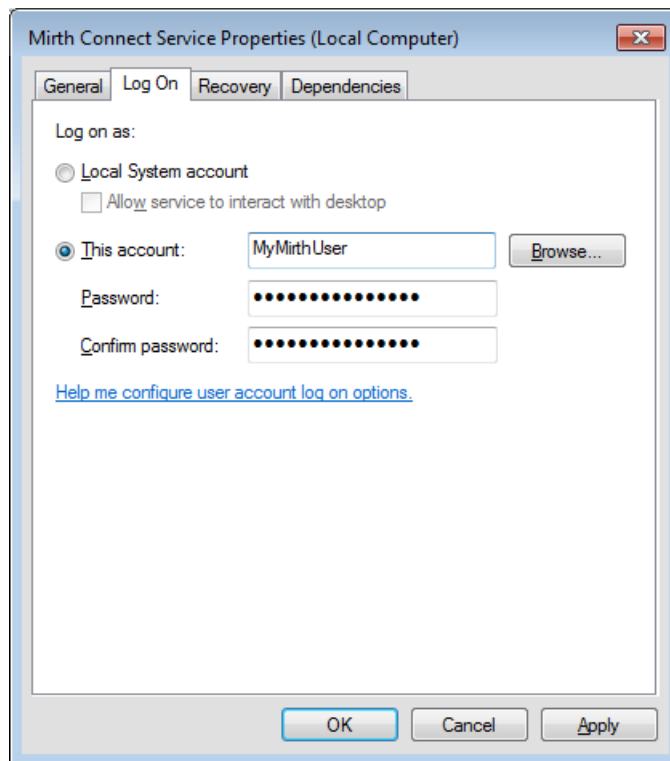 Mirth Connect Service Properties (Local Computer)
General Log On Recovery Dependencies
Log on as:
Local System account
Allow service to interact with desktop
This account: MyMirthUser Browse...
Password: ●●●●●●●●●●●●●●●
Confirm password: ●●●●●●●●●●●●●●●
Help me configure user account log on options.
OK Cancel Apply